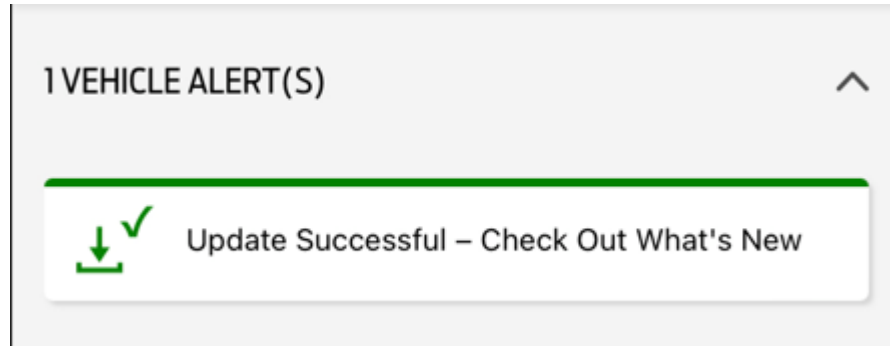 1 VEHICLE ALERT(S)
Update Successful – Check Out What's New